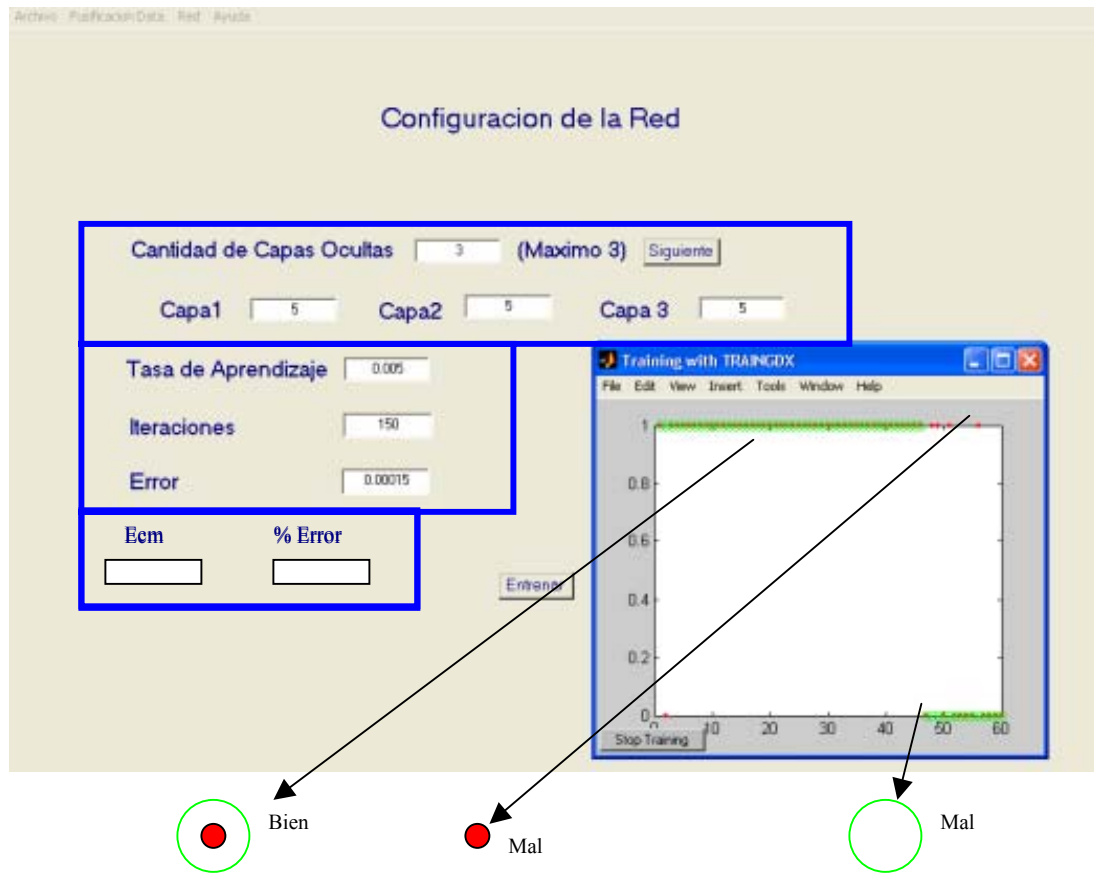 Archivo Purificacion Data Red Ayuda
Configuracion de la Red
Cantidad de Capas Ocultas 3 (Maximo 3) Siguiente
Capa1 5 Capa2 5 Capa 3 5
Tasa de Aprendizaje 0.005
Iteraciones 150
Error 0.00015
Ecm % Error
Entrenar
Training with TRAINGDX
File Edit View Insert Tools Window Help
1
0.8
0.6
0.4
0.2
0
0 10 20 30 40 50 60
Stop Training
Bien
Mal
Mal